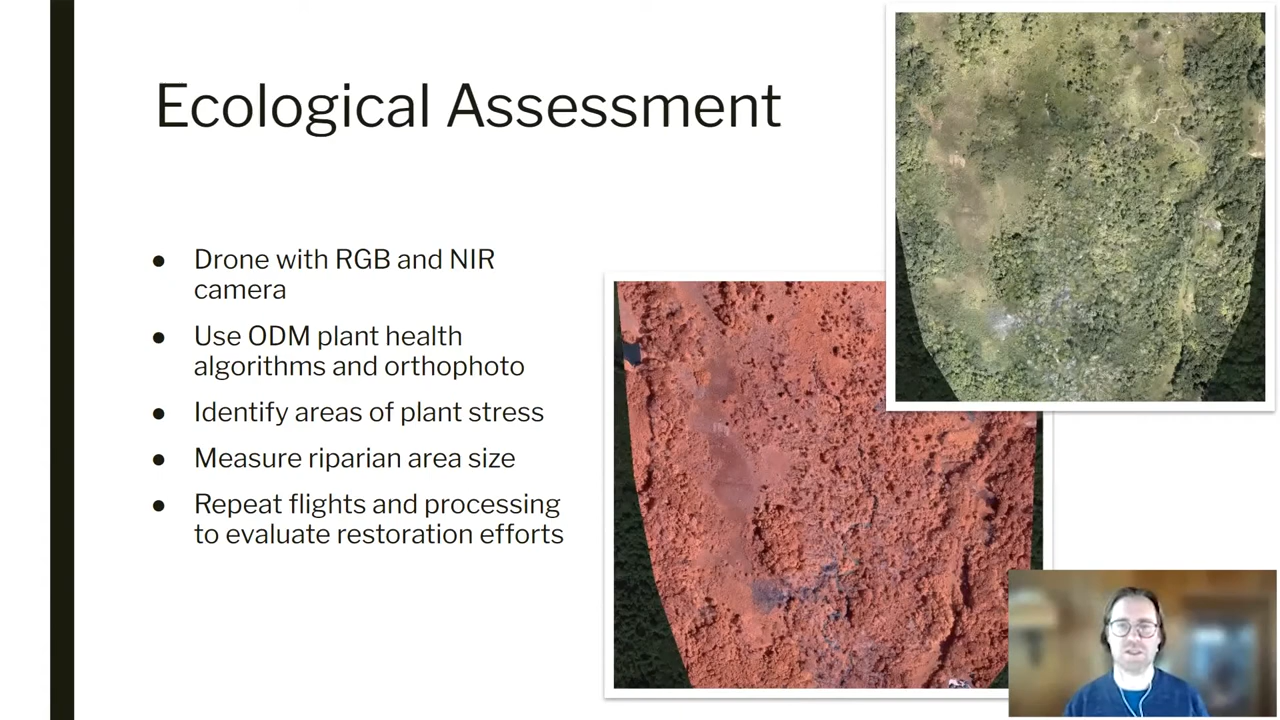 Ecological Assessment
● Drone with RGB and NIR
camera
● Use ODM plant health
algorithms and orthophoto
● Identify areas of plant stress
● Measure riparian area size
● Repeat flights and processing
to evaluate restoration efforts